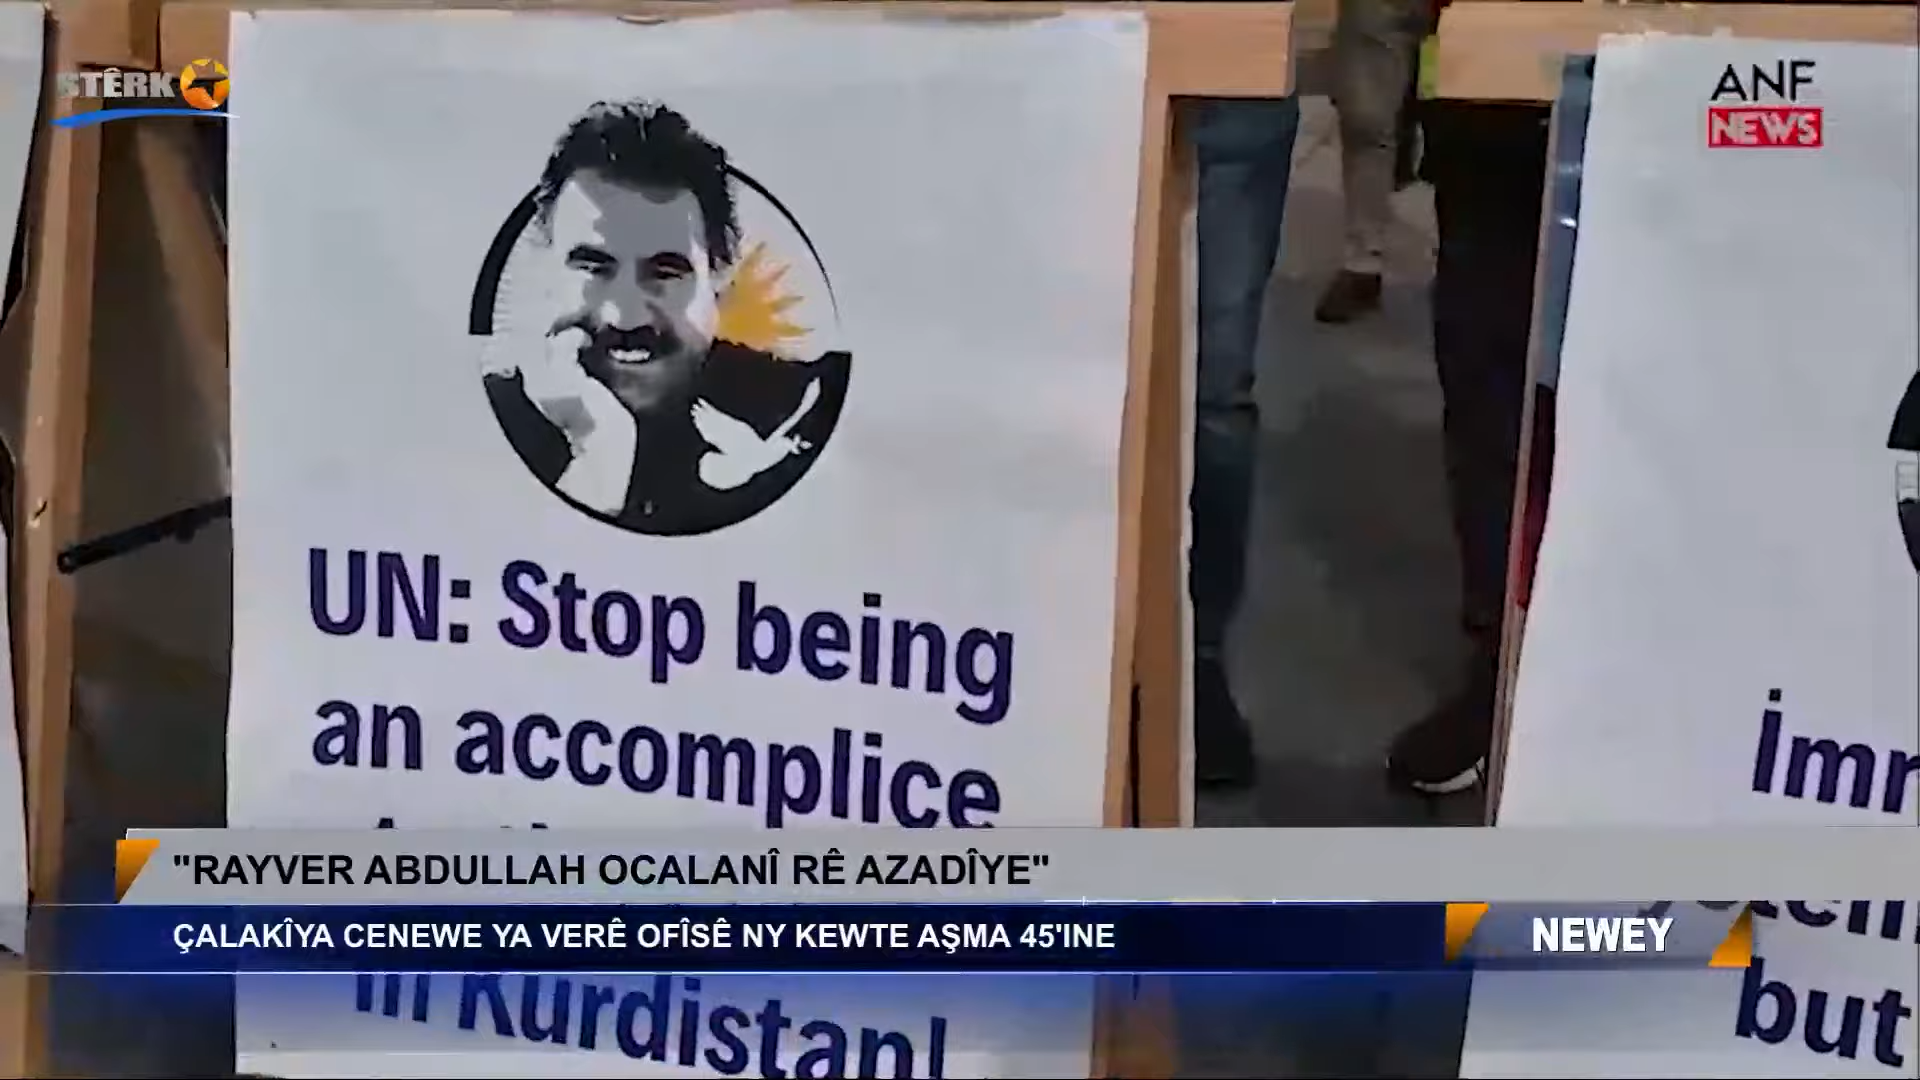 STÊRK
ANF
NEWS
UN: Stop being
an accomplice
in Kurdistan!
but
"RAYVER ABDULLAH OCALANÎ RÊ AZADÎYE"
ÇALAKÎYA CENEWE YA VERÊ OFÎSÊ NY KEWTE AŞMA 45'INE
NEWEY